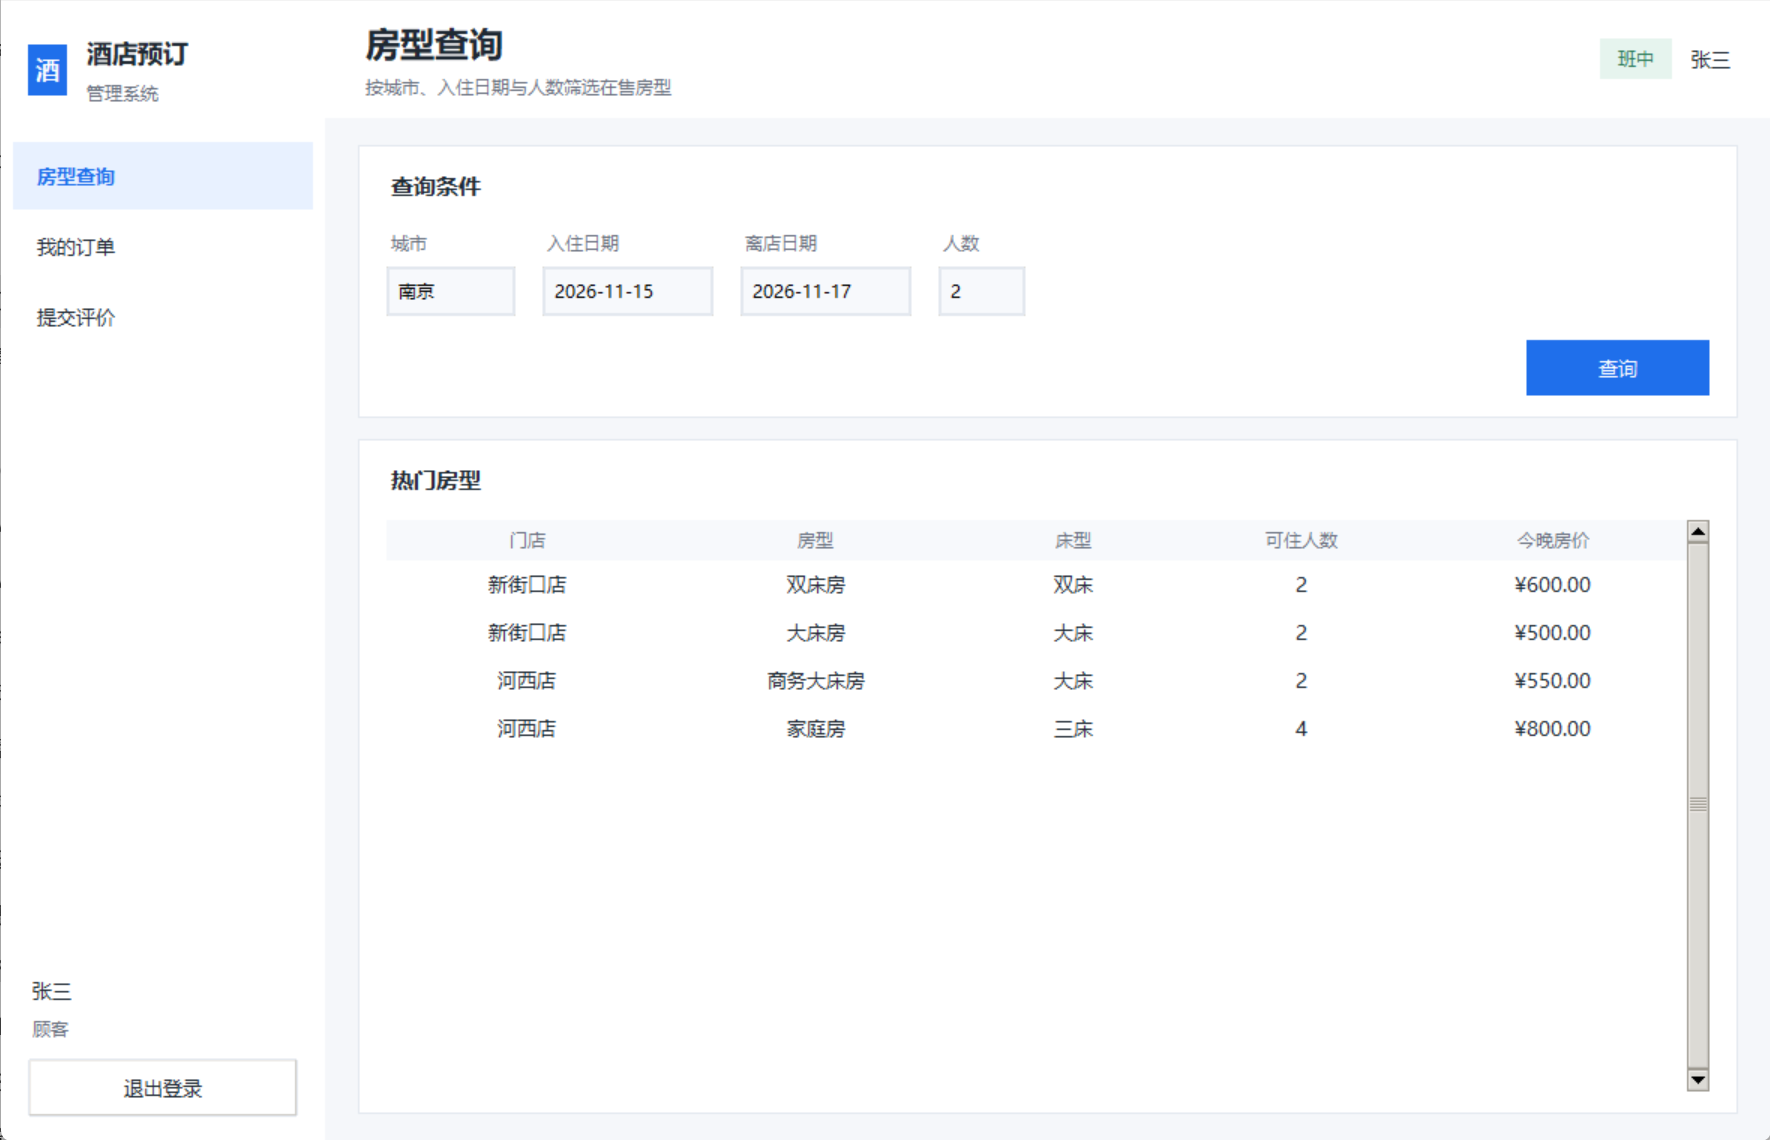 酒
酒店预订
管理系统
房型查询
我的订单
提交评价
张三
顾客
退出登录
房型查询
按城市、入住日期与人数筛选在售房型
班中
张三
查询条件
城市 入住日期 离店日期 人数
南京 2026-11-15 2026-11-17 2
查询
热门房型
门店 房型 床型 可住人数 今晚房价
新街口店 双床房 双床 2 ¥600.00
新街口店 大床房 大床 2 ¥500.00
河西店 商务大床房 大床 2 ¥550.00
河西店 家庭房 三床 4 ¥800.00